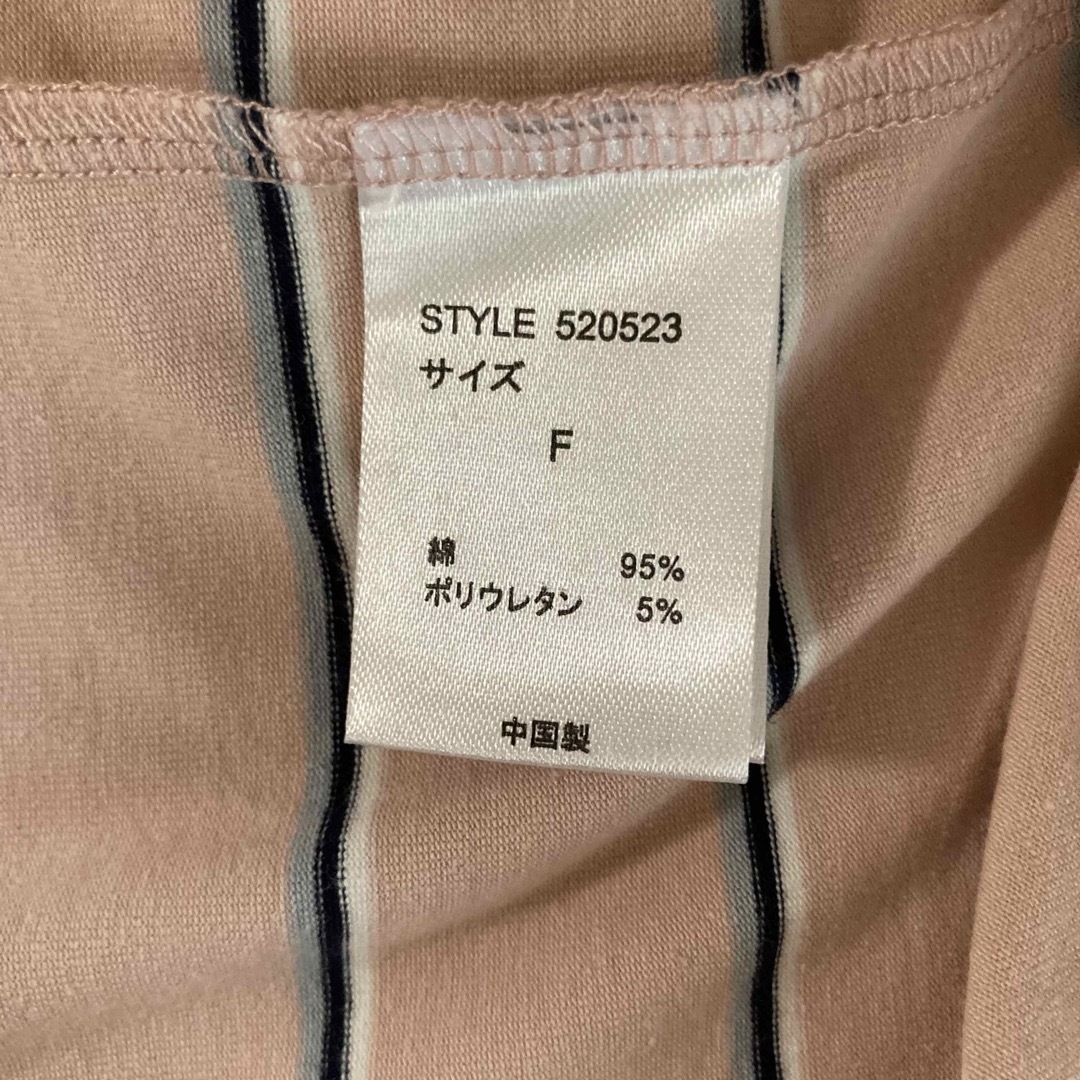 STYLE 520523
サイズ
F
綿 95%
ポリウレタン 5%
中国製